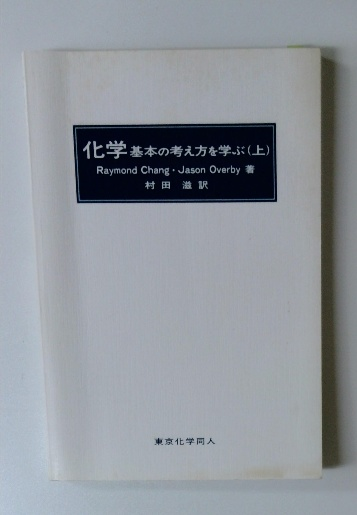 化学 基本の考え方を学ぶ(上)
Raymond Chang・Jason Overby 著
村田 滋 訳
東京化学同人